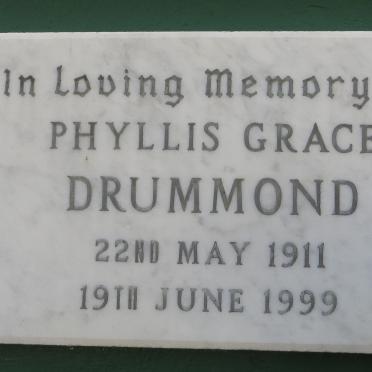 In Loving Memory
PHYLLIS GRACE
DRUMMOND
22ND MAY 1911
19TH JUNE 1999